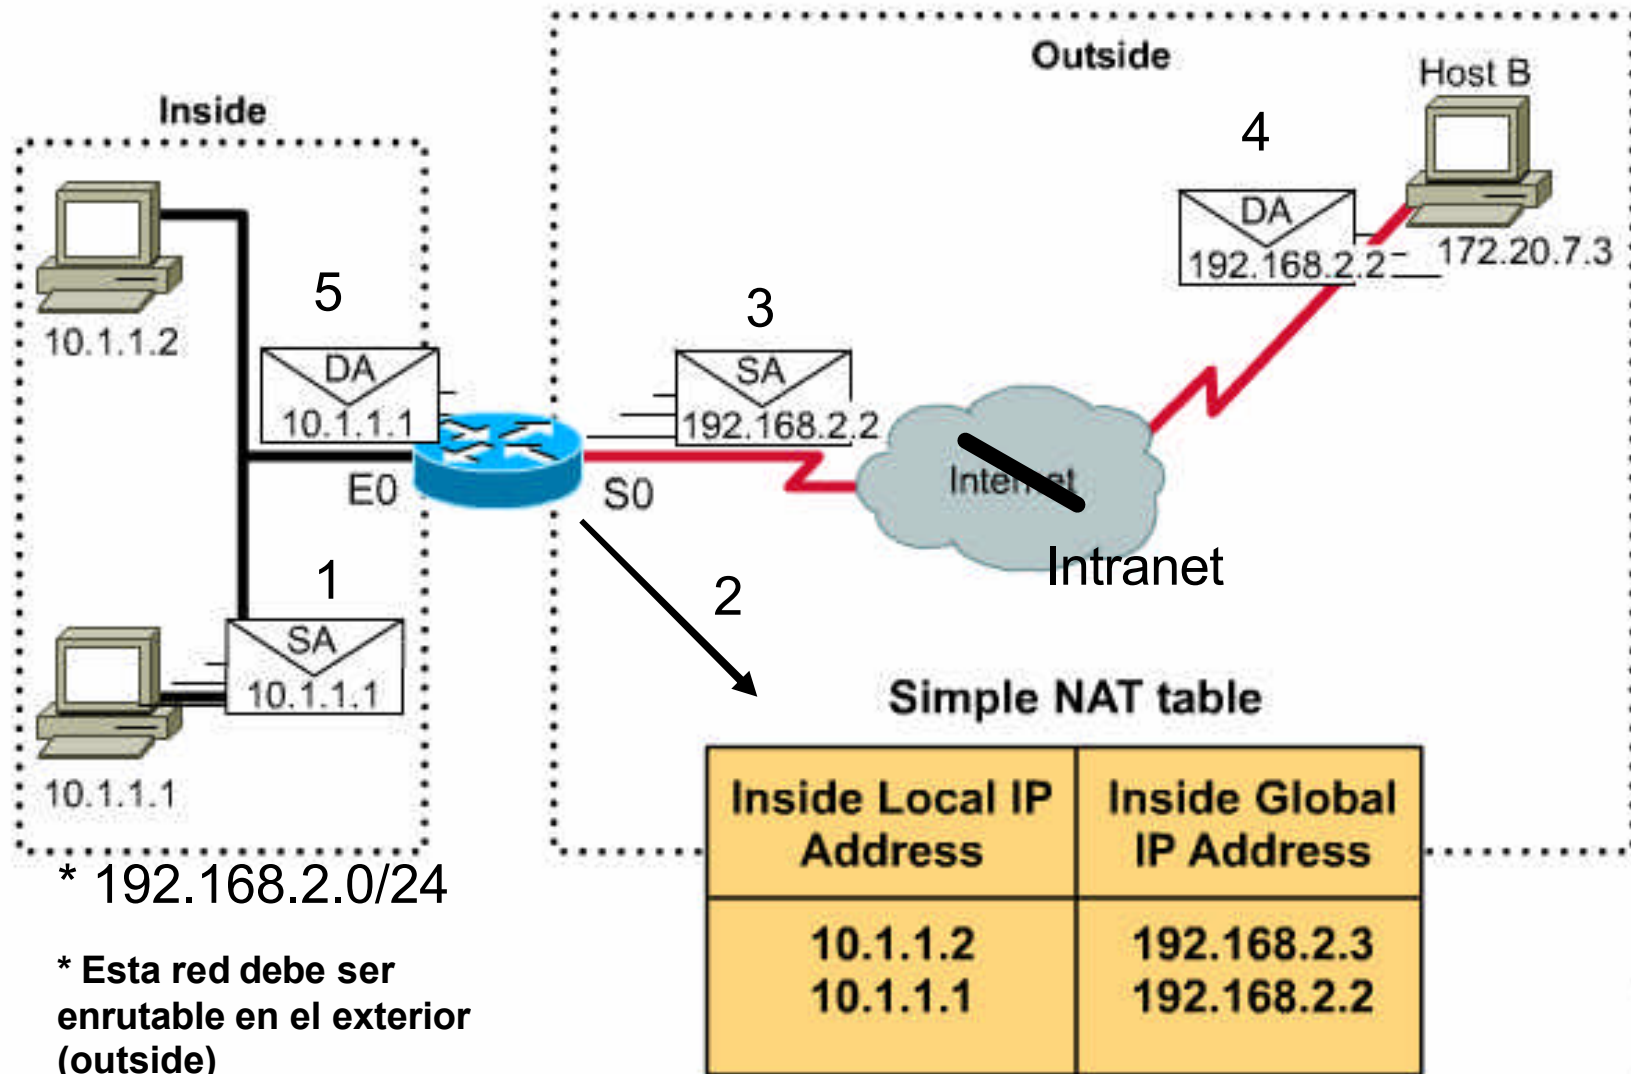 Outside
Host B
Inside
4
DA
192.168.2.2
172.20.7.3
5
3
10.1.1.2
DA
10.1.1.1
SA
192.168.2.2
E0
S0
Internet
Intranet
1
2
SA
10.1.1.1
10.1.1.1
Simple NAT table
Inside Local IP Address
Inside Global IP Address
10.1.1.2
192.168.2.3
10.1.1.1
192.168.2.2
* 192.168.2.0/24
* Esta red debe ser
enrutable en el exterior
(outside)